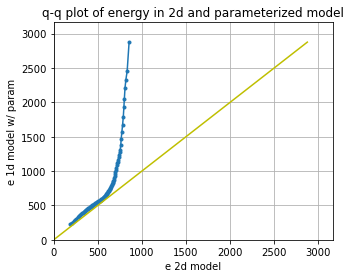 q-q plot of energy in 2d and parameterized model
3000
2500
2000
1500
1000
500
0
e 1d model w/ param
0 500 1000 1500 2000 2500 3000
e 2d model